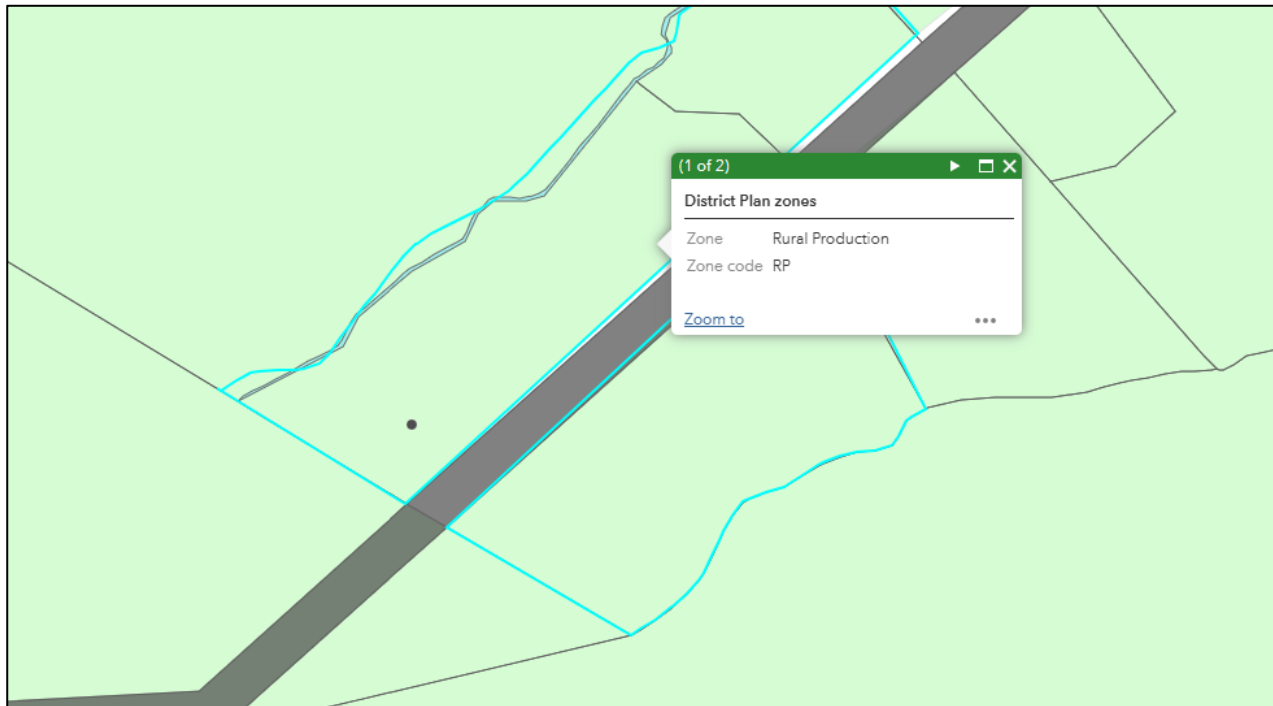 (1 of 2)
District Plan zones
Zone Rural Production
Zone code RP
Zoom to